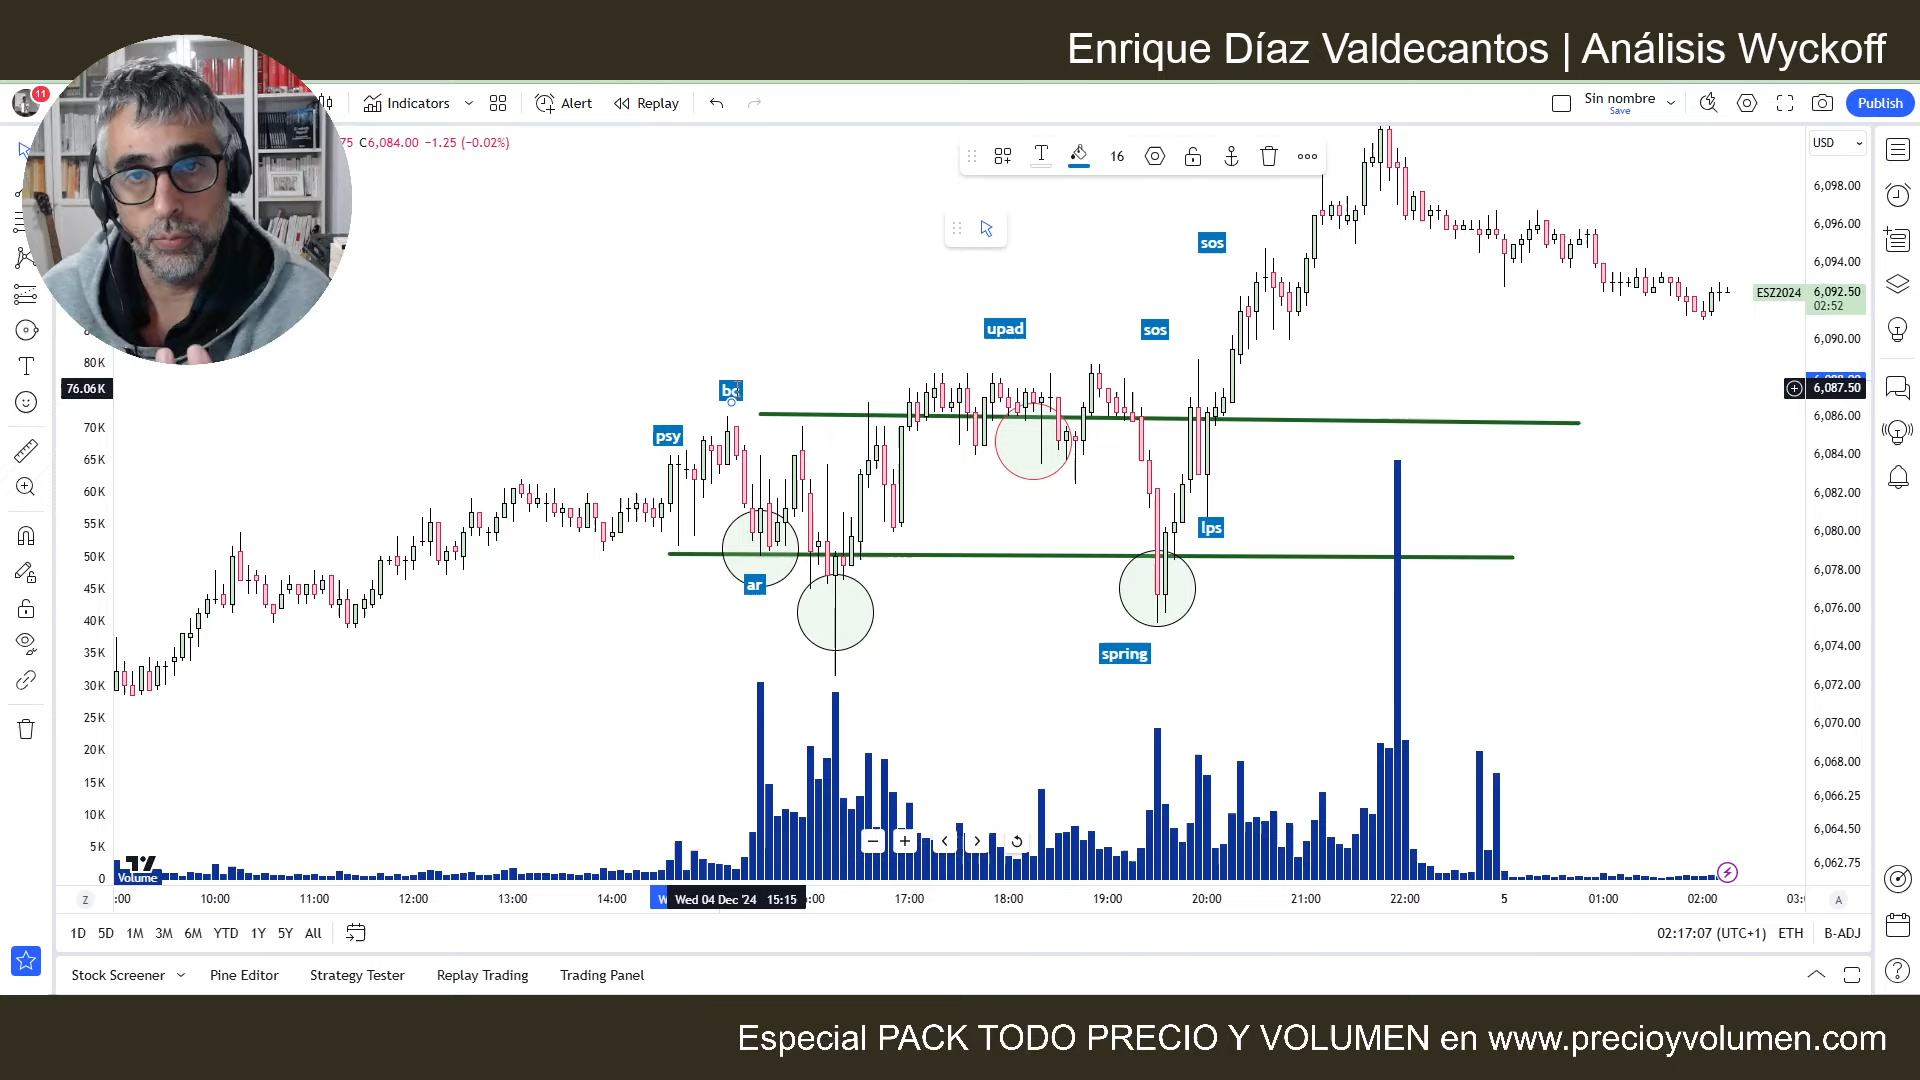 Enrique Díaz Valdecantos | Análisis Wyckoff
11
Indicators
Alert
Replay
Sin nombre
Save
Publish
75 C6,084.00 −1.25 (−0.02%)
16
USD
6,098.00
6,096.00
6,094.00
ESZ2024 6,092.50
02:52
6,090.00
6,087.50
6,086.00
6,084.00
6,082.00
6,080.00
6,078.00
6,076.00
6,074.00
6,072.00
6,070.00
6,068.00
6,066.25
6,064.50
6,062.75
80K
76.06K
70K
65K
60K
55K
50K
45K
40K
35K
30K
25K
20K
15K
10K
5K
0
sos
upad
sos
psy
lps
ar
spring
Volume
Z
:00
10:00
11:00
12:00
13:00
14:00
Wed 04 Dec '24 15:15
:00
17:00
18:00
19:00
20:00
21:00
22:00
5
01:00
02:00
A
1D 5D 1M 3M 6M YTD 1Y 5Y All
02:17:07 (UTC+1) ETH B-ADJ
Stock Screener
Pine Editor
Strategy Tester
Replay Trading
Trading Panel
Especial PACK TODO PRECIO Y VOLUMEN en www.precioyvolumen.com